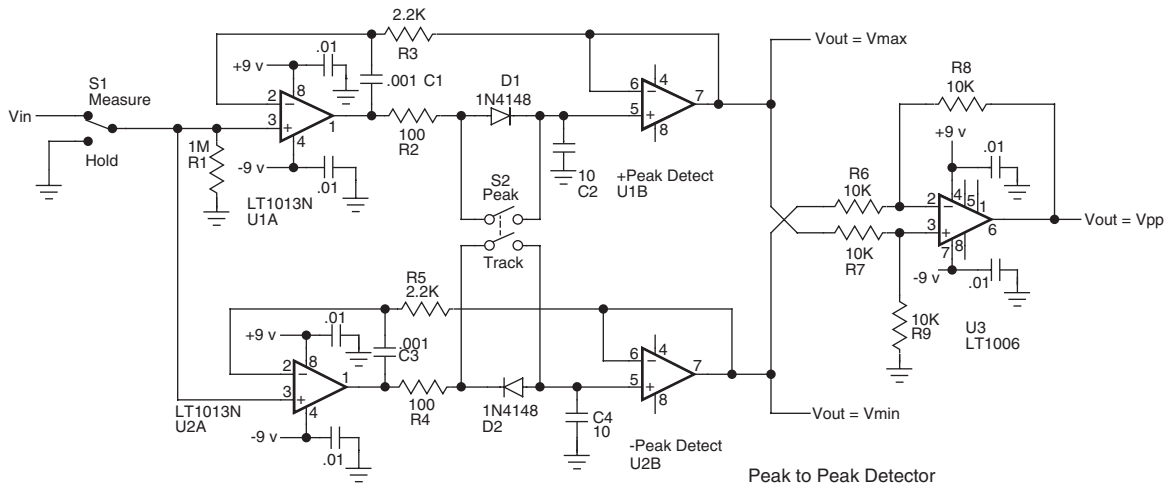 2.2K
R3
Vout = Vmax
.01
+9 v
.001 C1
D1
1N4148
R8
10K
S1
Measure
8
6
4
7
Vin
2
5
3
1
8
+9 v
.01
Hold
1M
R1
4
100
R2
-9 v
.01
10
C2
+Peak Detect
U1B
R6
10K
4
5
1
LT1013N
U1A
S2
Peak
2
3
6
Vout = Vpp
7
8
10K
R7
-9 v
.01
Track
R5
2.2K
10K
R9
U3
LT1006
.01
+9 v
.001
C3
8
6
4
7
2
1
5
3
8
LT1013N
U2A
4
100
R4
1N4148
D2
C4
10
Vout = Vmin
-9 v
.01
-Peak Detect
U2B
Peak to Peak Detector